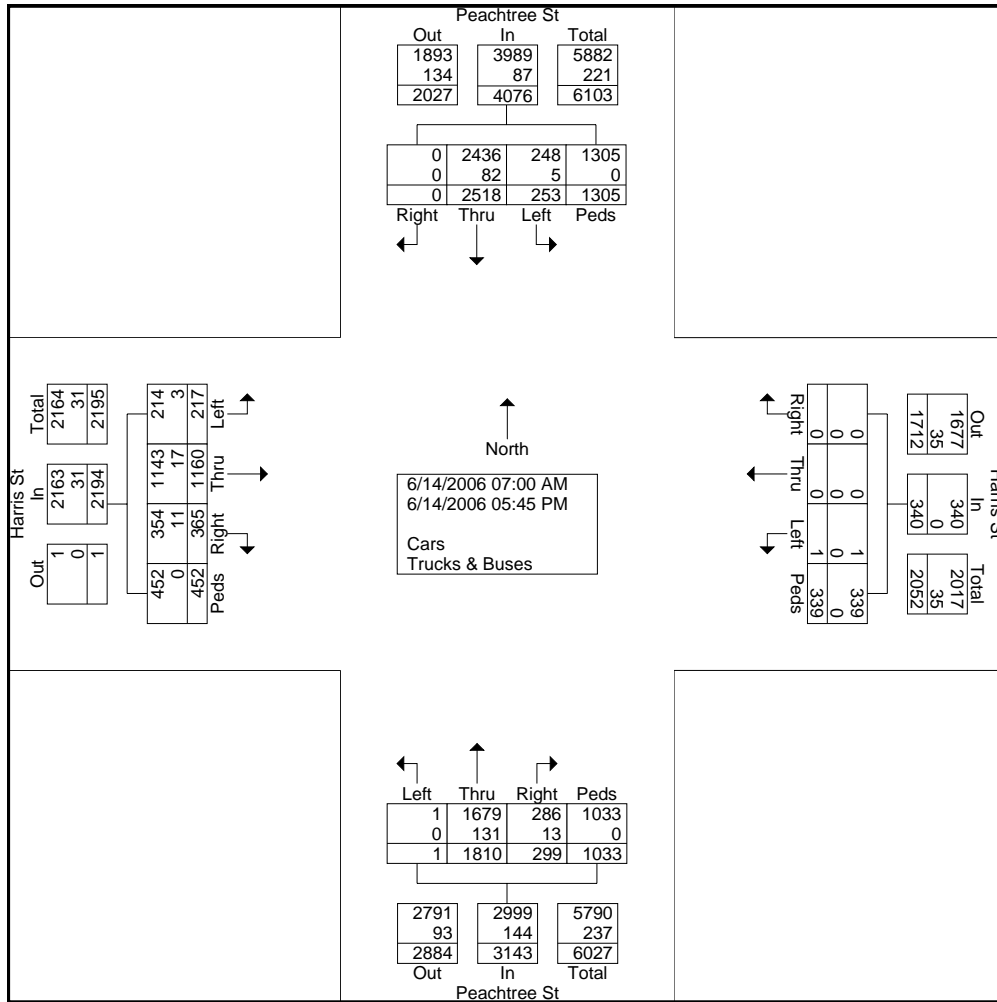 Peachtree St
Out In Total
1893 3989 5882
134 87 221
2027 4076 6103
0 2436 248 1305
0 82 5 0
0 2518 253 1305
Right Thru Left Peds
Harris St
Total In Out
2164 2163 1
31 31 0
2195 2194 1
214 1143 354 452
3 17 11 0
217 1160 365 452
Left Thru Right Peds
North
6/14/2006 07:00 AM
6/14/2006 05:45 PM
Cars
Trucks & Buses
Right Thru Left Peds
0 0 1 339
0 0 0 0
0 0 1 339
1712 340 2052
35 0 35
1677 340 2017
Out In Total
Harris St
Left Thru Right Peds
1 1679 286 1033
0 131 13 0
1 1810 299 1033
2791 2999 5790
93 144 237
2884 3143 6027
Out In Total
Peachtree St